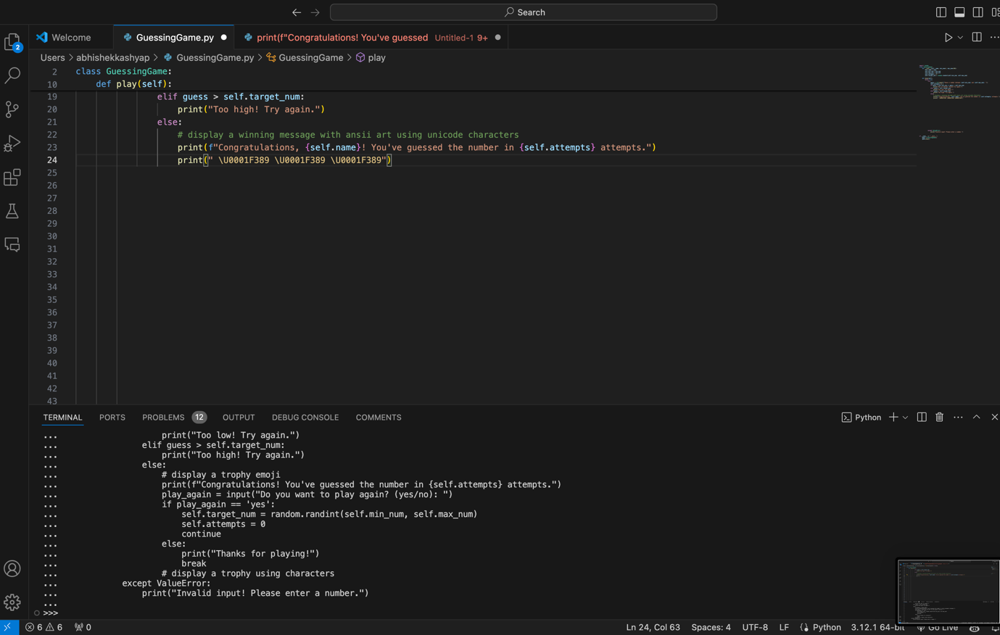 Search
Welcome
GuessingGame.py
print(f"Congratulations! You've guessed Untitled-1 9+
Users > abhishekkashyap > GuessingGame.py > GuessingGame > play
2 class GuessingGame:
10 def play(self):
19 elif guess > self.target_num:
20 print("Too high! Try again.")
21 else:
22 # display a winning message with ansii art using unicode characters
23 print(f"Congratulations, {self.name}! You've guessed the number in {self.attempts} attempts.")
24 print(" \U0001F389 \U0001F389 \U0001F389")
25
26
27
28
29
30
31
32
33
34
35
36
37
38
39
40
41
42
43
2
TERMINAL PORTS PROBLEMS 12 OUTPUT DEBUG CONSOLE COMMENTS
Python
... print("Too low! Try again.")
... elif guess > self.target_num:
... print("Too high! Try again.")
... else:
... # display a trophy emoji
... print(f"Congratulations! You've guessed the number in {self.attempts} attempts.")
... play_again = input("Do you want to play again? (yes/no): ")
... if play_again == 'yes':
... self.target_num = random.randint(self.min_num, self.max_num)
... self.attempts = 0
... continue
... else:
... print("Thanks for playing!")
... break
... # display a trophy using characters
... except ValueError:
... print("Invalid input! Please enter a number.")
...
>>>
6 6 0
Ln 24, Col 63 Spaces: 4 UTF-8 LF Python 3.12.1 64-bit Go Live